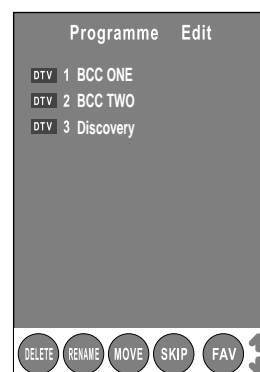 Programme Edit
DTV 1 BCC ONE
DTV 2 BCC TWO
DTV 3 Discovery
DELETE RENAME MOVE SKIP FAV